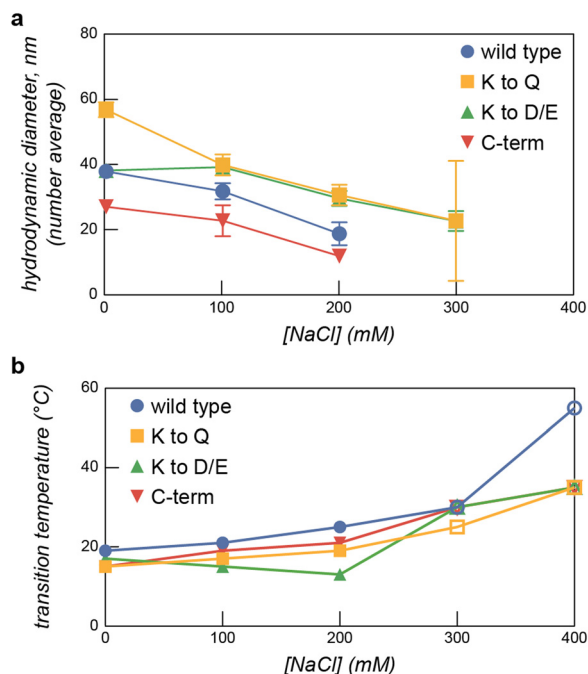 a
hydrodynamic diameter, nm
(number average)
80
60
40
20
0
wild type
K to Q
K to D/E
C-term
0 100 200 300 400
[NaCl] (mM)
b
transition temperature (°C)
60
40
20
0
wild type
K to Q
K to D/E
C-term
0 100 200 300 400
[NaCl] (mM)